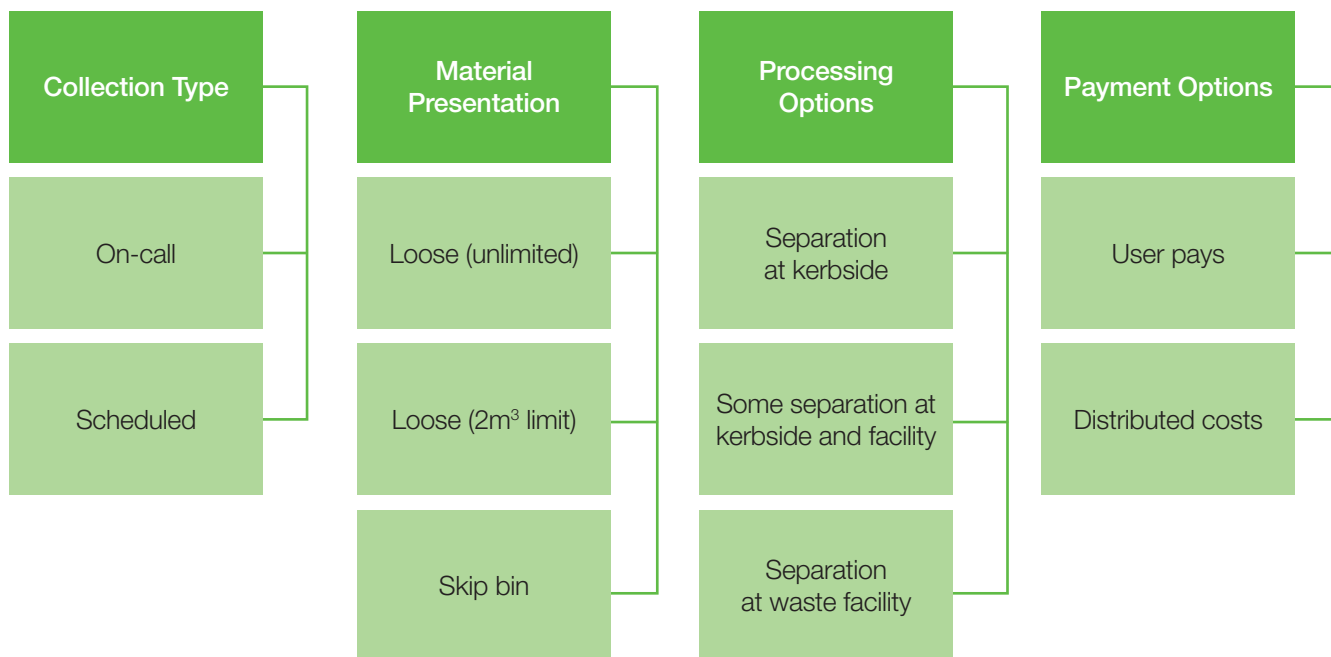 Collection Type
On-call
Scheduled
Material
Presentation
Loose (unlimited)
Loose (2m³ limit)
Skip bin
Processing
Options
Separation
at kerbside
Some separation at
kerbside and facility
Separation
at waste facility
Payment Options
User pays
Distributed costs